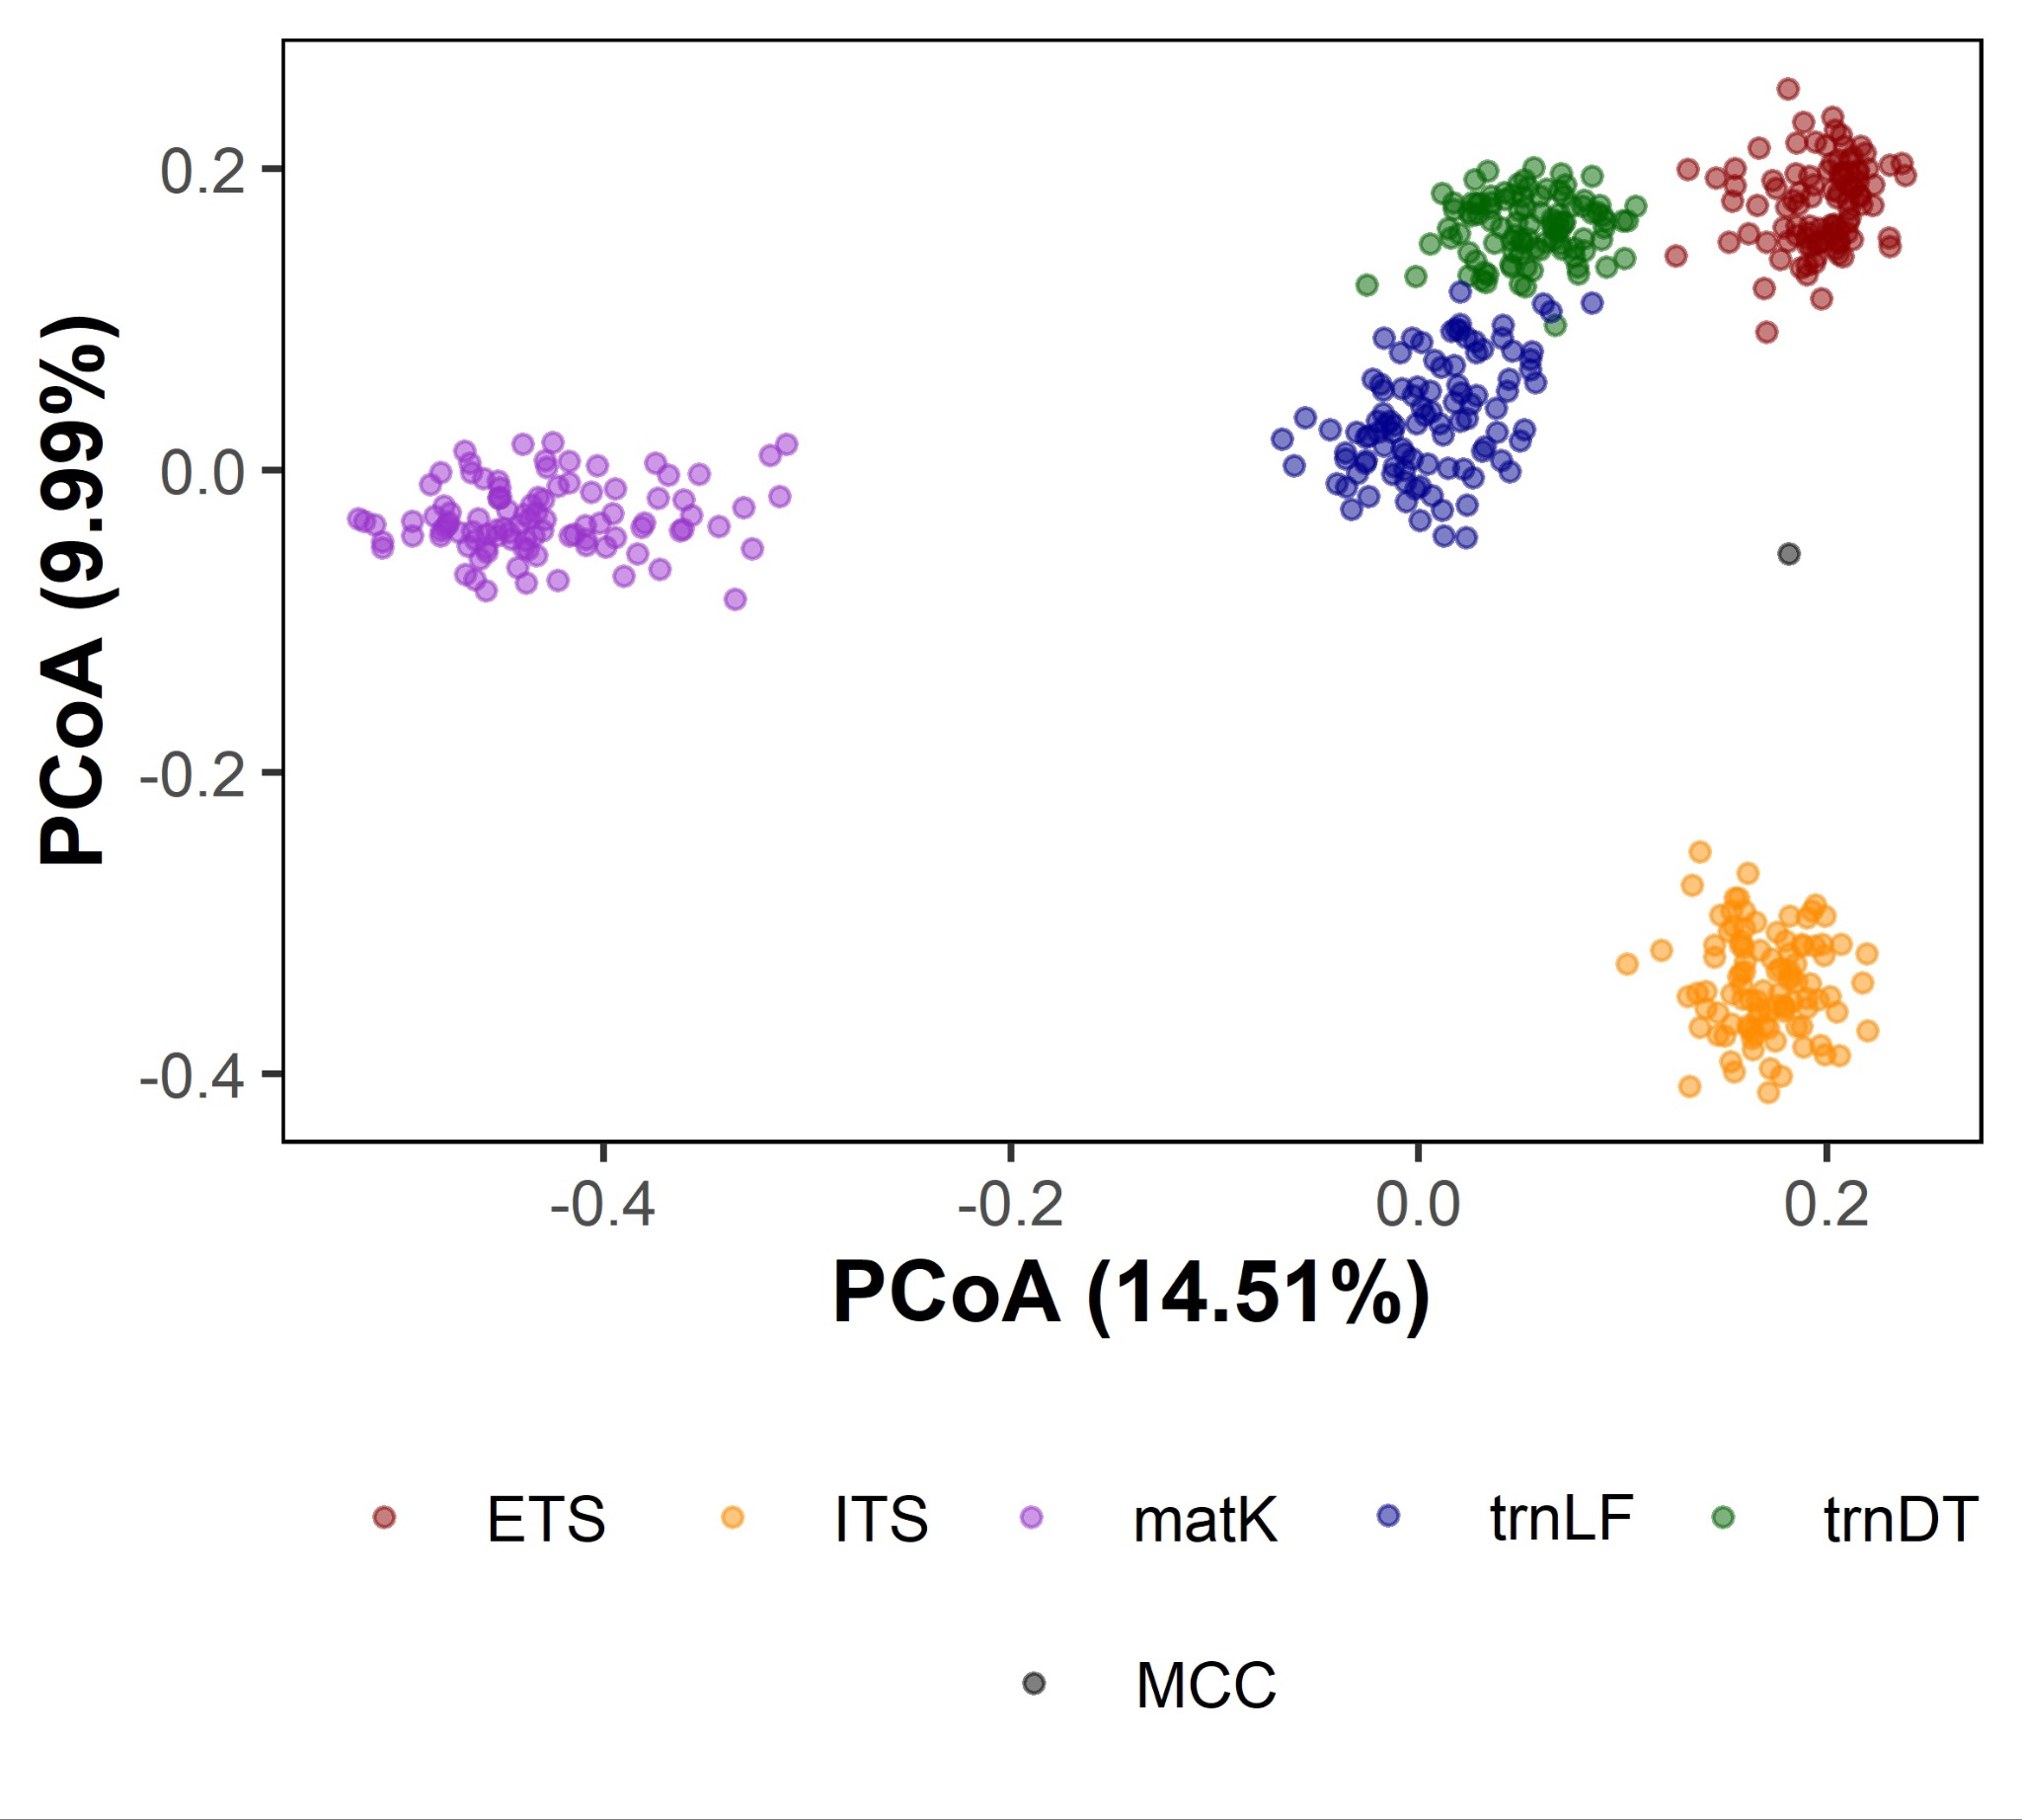 PCoA (9.99%)
0.2
0.0
-0.2
-0.4
-0.4 -0.2 0.0 0.2
PCoA (14.51%)
ETS ITS matK trnLF trnDT
MCC